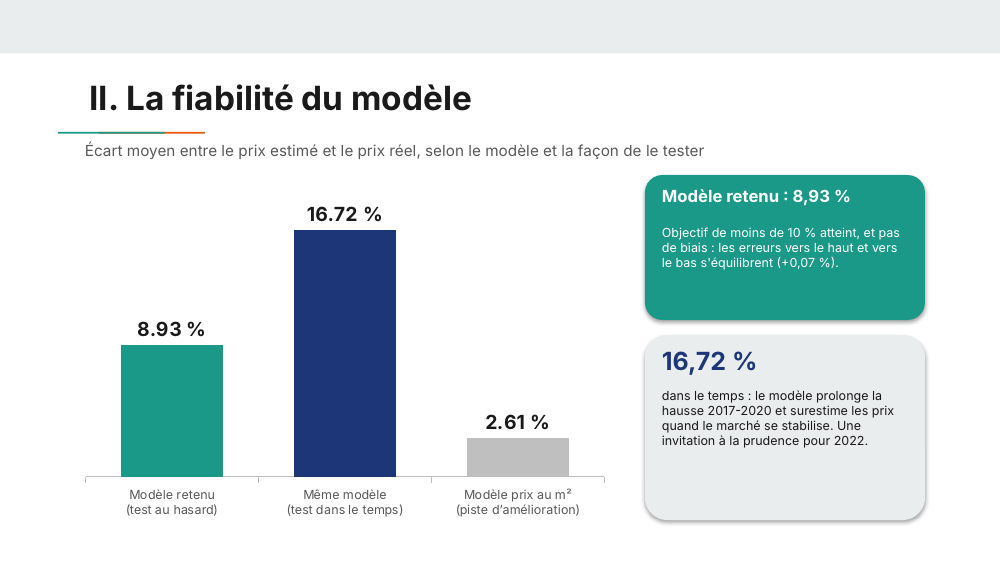 II. La fiabilité du modèle
Écart moyen entre le prix estimé et le prix réel, selon le modèle et la façon de le tester
16.72 %
8.93 %
2.61 %
Modèle retenu
(test au hasard)
Même modèle
(test dans le temps)
Modèle prix au m²
(piste d’amélioration)
Modèle retenu : 8,93 %
Objectif de moins de 10 % atteint, et pas
de biais : les erreurs vers le haut et vers
le bas s'équilibrent (+0,07 %).
16,72 %
dans le temps : le modèle prolonge la
hausse 2017-2020 et surestime les prix
quand le marché se stabilise. Une
invitation à la prudence pour 2022.